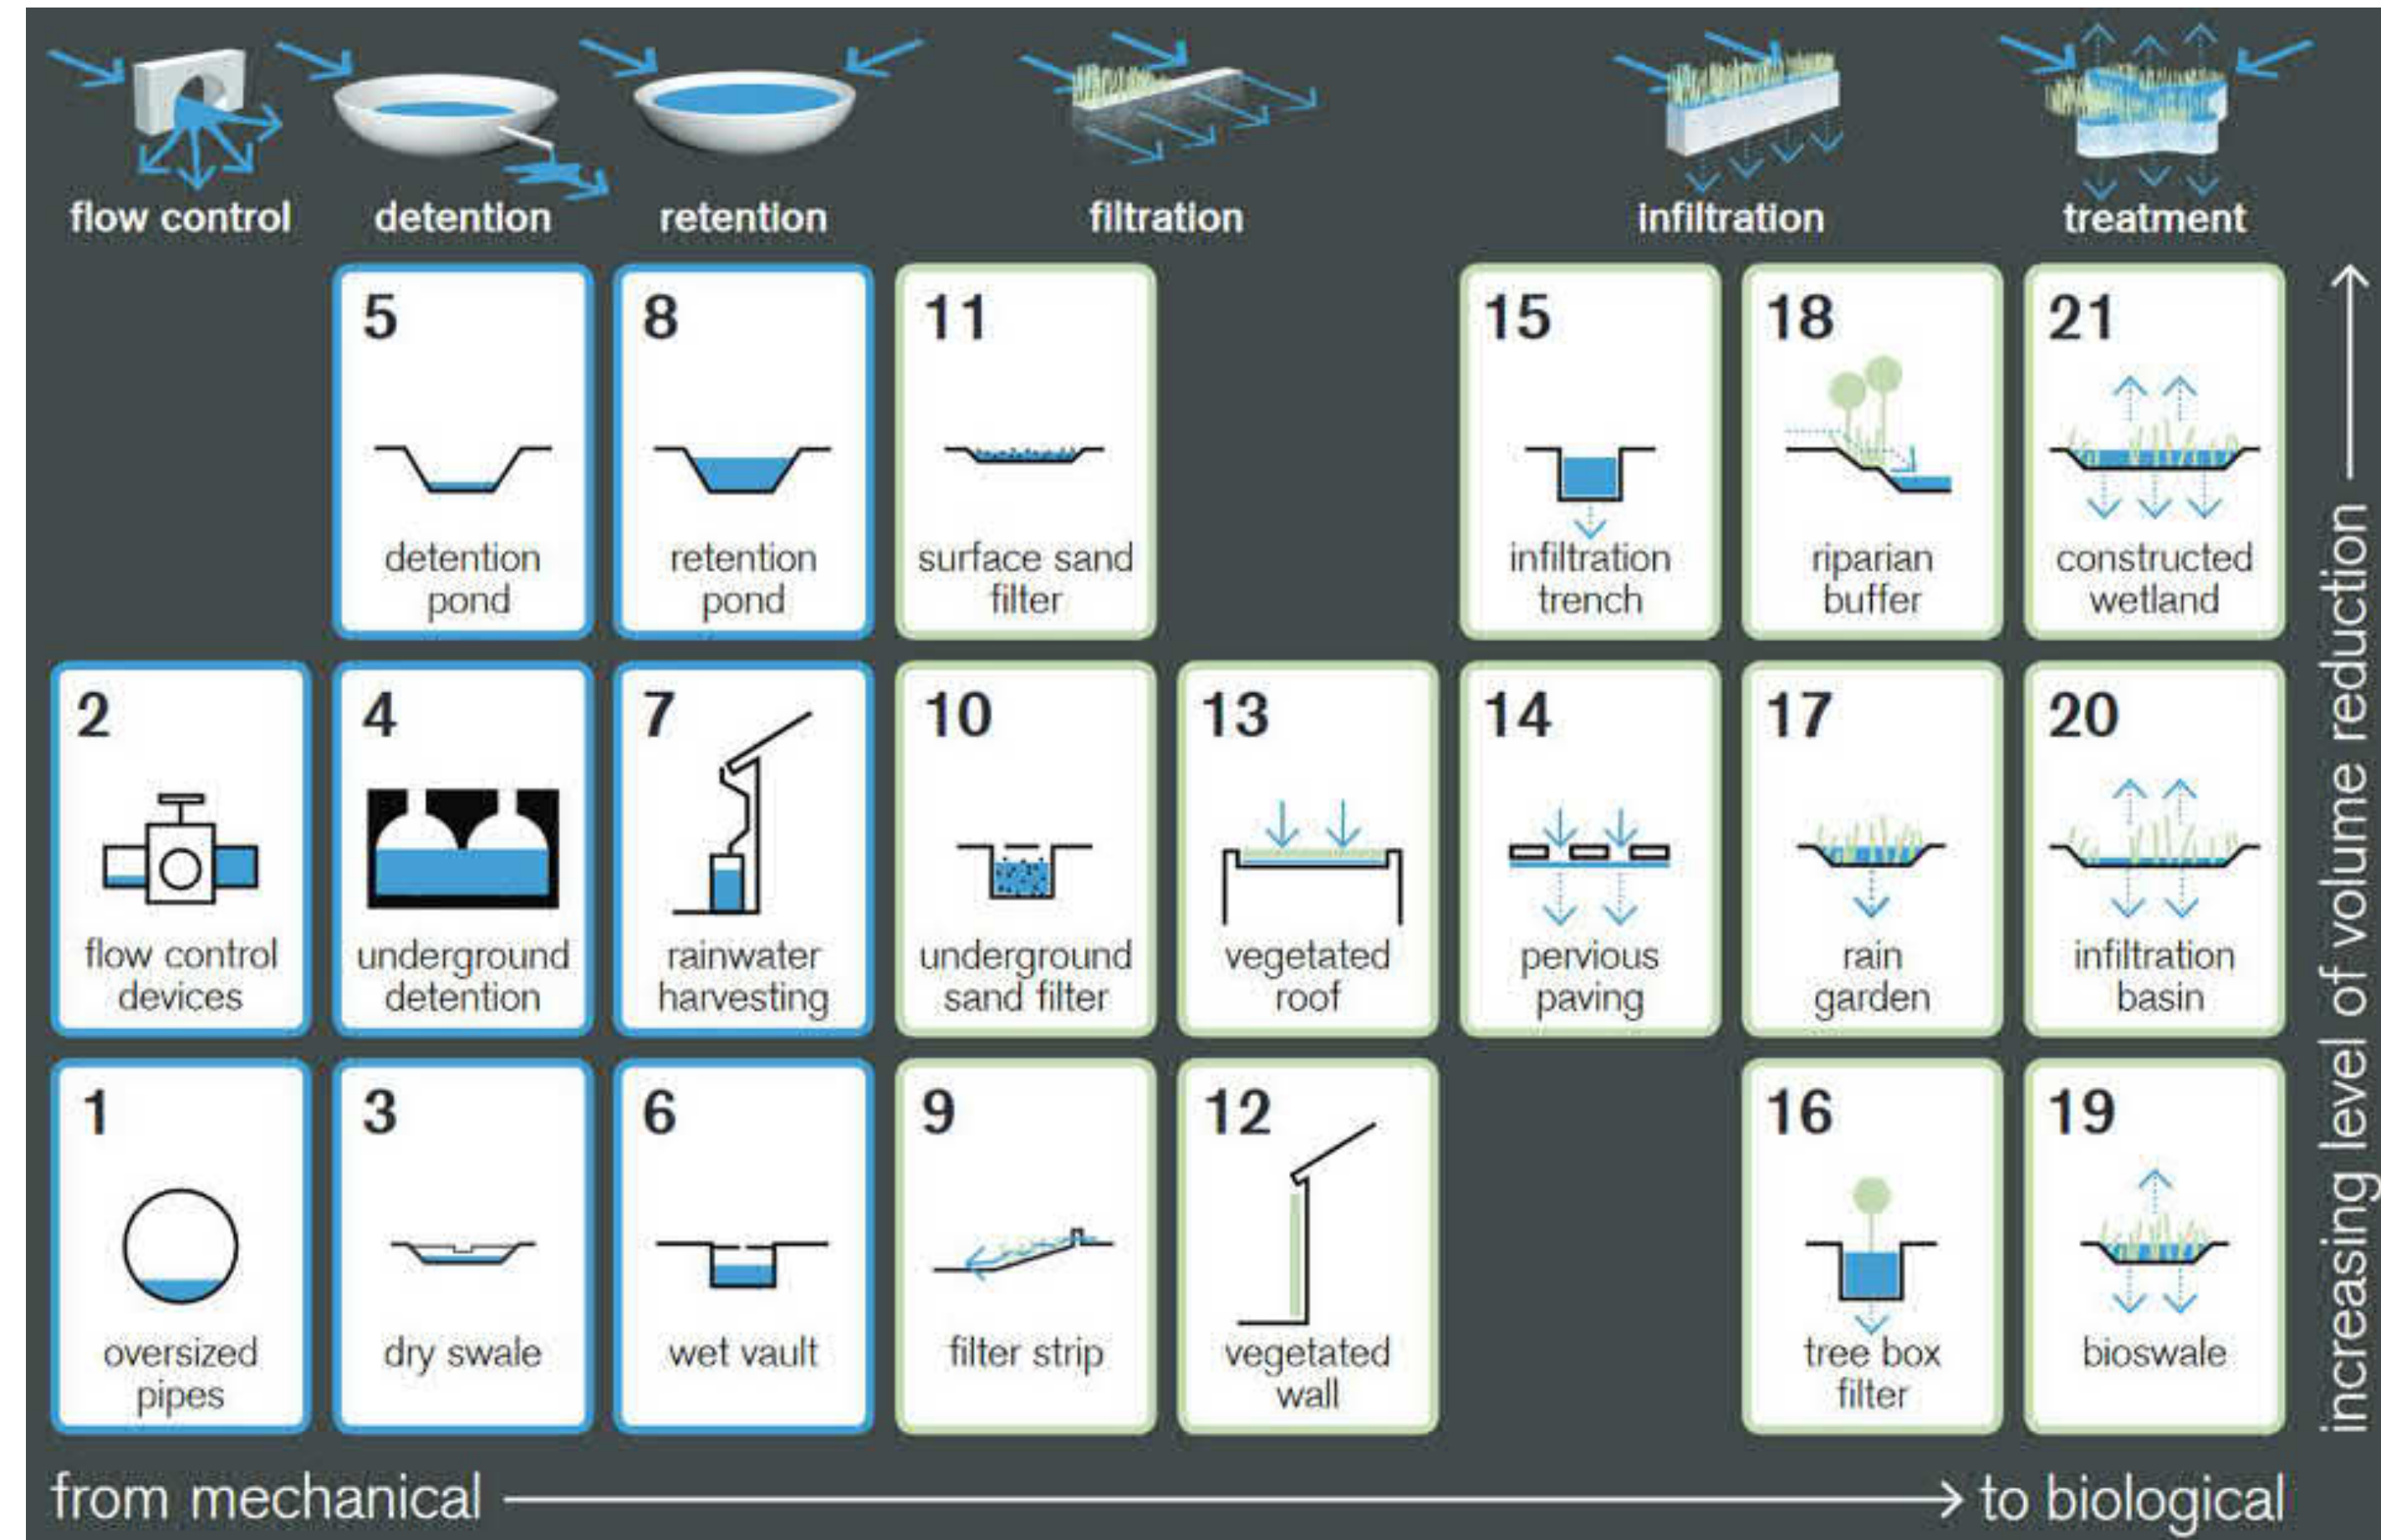 flow control
detention
retention
filtration
infiltration
treatment
5
detention
pond
8
retention
pond
11
surface sand
filter
15
infiltration
trench
18
riparian
buffer
21
constructed
wetland
2
flow control
devices
4
underground
detention
7
rainwater
harvesting
10
underground
sand filter
13
vegetated
roof
14
pervious
paving
17
rain
garden
20
infiltration
basin
1
oversized
pipes
3
dry swale
6
wet vault
9
filter strip
12
vegetated
wall
16
tree box
filter
19
bioswale
increasing level of volume reduction
from mechanical
to biological